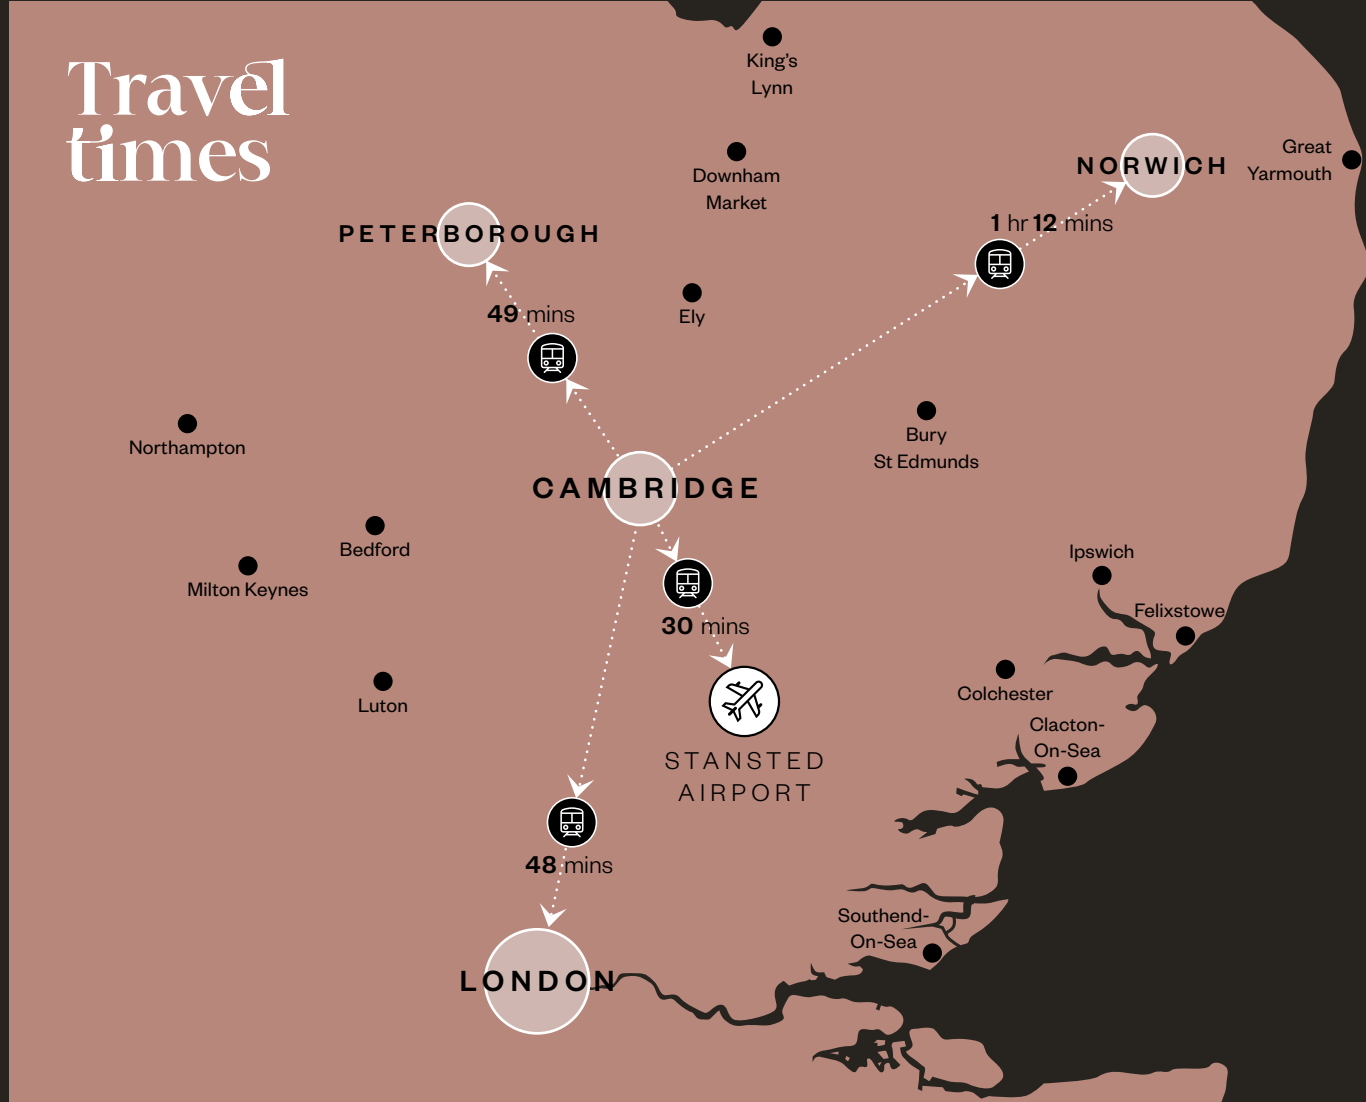 Travel
times
King's
Lynn
Downham
Market
NORWICH
Great
Yarmouth
PETERBOROUGH
1 hr 12 mins
49 mins
Ely
Northampton
Bury
St Edmunds
CAMBRIDGE
Bedford
Milton Keynes
Ipswich
Felixstowe
30 mins
Luton
Colchester
Clacton-
On-Sea
STANSTED
AIRPORT
48 mins
Southend-
On-Sea
LONDON